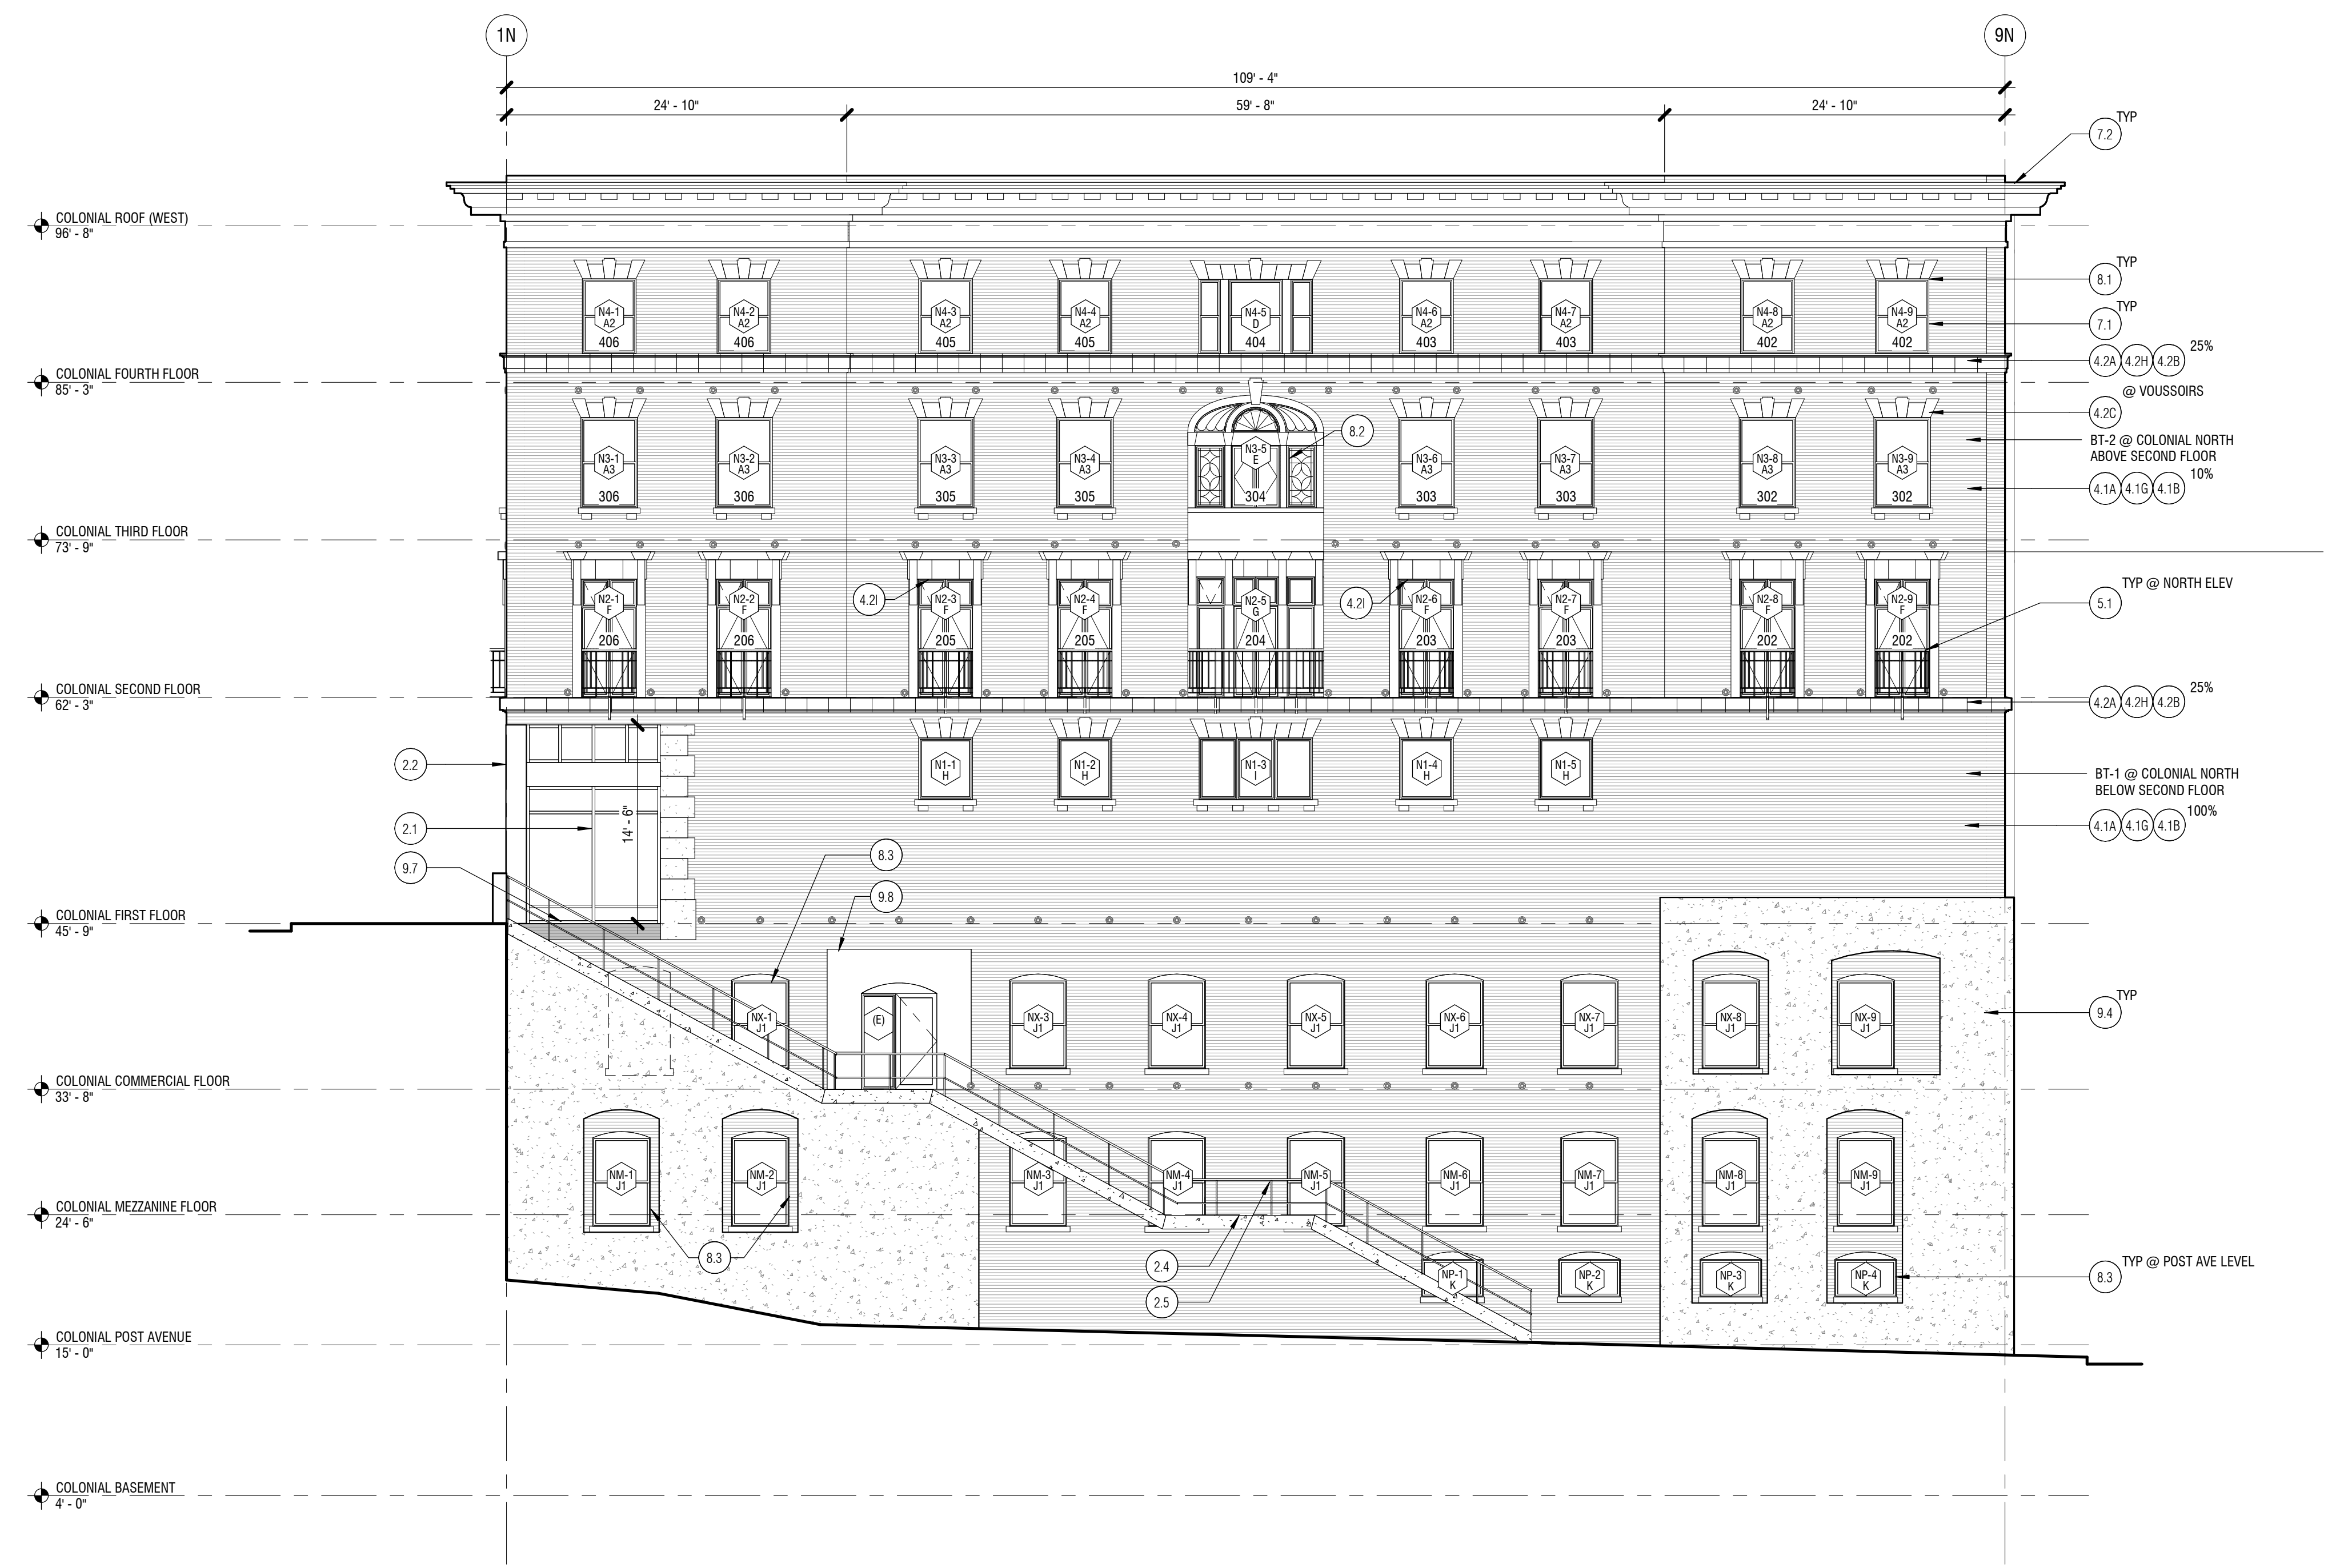 1N
9N
109' - 4"
24' - 10"
59' - 8"
24' - 10"
TYP
7.2
COLONIAL ROOF (WEST)
96' - 8"
TYP
8.1
N4-1
A2
406
N4-2
A2
406
N4-3
A2
405
N4-4
A2
405
N4-5
D
404
N4-6
A2
403
N4-7
A2
403
N4-8
A2
402
N4-9
A2
402
TYP
7.1
25%
4.2A
4.2H
4.2B
COLONIAL FOURTH FLOOR
85' - 3"
@ VOUSSOIRS
4.2C
8.2
BT-2 @ COLONIAL NORTH
ABOVE SECOND FLOOR
N3-1
A3
306
N3-2
A3
306
N3-3
A3
305
N3-4
A3
305
N3-5
E
304
N3-6
A3
303
N3-7
A3
303
N3-8
A3
302
N3-9
A3
302
10%
4.1A
4.1G
4.1B
COLONIAL THIRD FLOOR
73' - 9"
TYP @ NORTH ELEV
5.1
4.2I
4.2I
N2-1
F
206
N2-2
F
206
N2-3
F
205
N2-4
F
205
N2-5
G
204
N2-6
F
203
N2-7
F
203
N2-8
F
202
N2-9
F
202
COLONIAL SECOND FLOOR
62' - 3"
25%
4.2A
4.2H
4.2B
2.2
N1-1
H
N1-2
H
N1-3
I
N1-4
H
N1-5
H
BT-1 @ COLONIAL NORTH
BELOW SECOND FLOOR
100%
4.1A
4.1G
4.1B
2.1
14' - 6"
9.7
8.3
9.8
COLONIAL FIRST FLOOR
45' - 9"
NX-1
J1
(E)
NX-3
J1
NX-4
J1
NX-5
J1
NX-6
J1
NX-7
J1
NX-8
J1
NX-9
J1
TYP
9.4
COLONIAL COMMERCIAL FLOOR
33' - 8"
NM-1
J1
NM-2
J1
NM-3
J1
NM-4
J1
NM-5
J1
NM-6
J1
NM-7
J1
NM-8
J1
NM-9
J1
COLONIAL MEZZANINE FLOOR
24' - 6"
8.3
2.4
2.5
NP-1
K
NP-2
K
NP-3
K
NP-4
K
TYP @ POST AVE LEVEL
8.3
COLONIAL POST AVENUE
15' - 0"
COLONIAL BASEMENT
4' - 0"